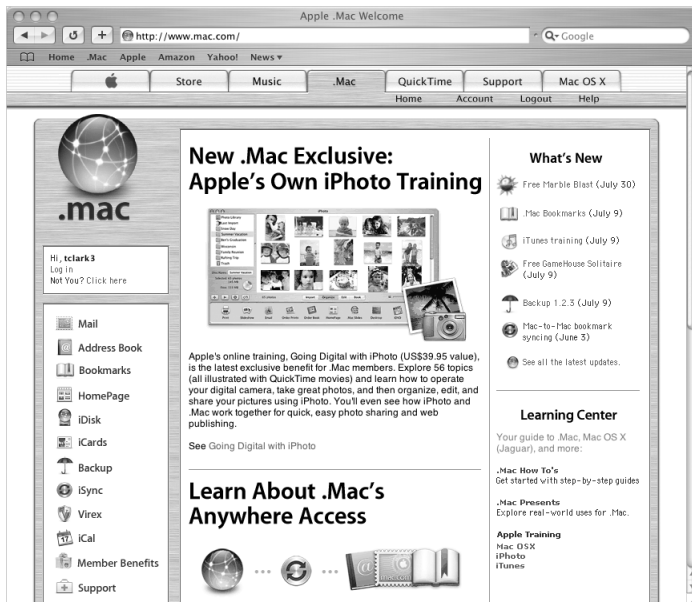 Apple .Mac Welcome
http://www.mac.com/
Google
Home .Mac Apple Amazon Yahoo! News
Store Music .Mac QuickTime Support Mac OS X
Home Account Logout Help
.mac
Hi, tclark3
Log in
Not You? Click here
Mail
Address Book
Bookmarks
HomePage
iDisk
iCards
Backup
iSync
Virex
iCal
Member Benefits
Support
New .Mac Exclusive:
Apple's Own iPhoto Training
Apple's online training, Going Digital with iPhoto (US$39.95 value),
is the latest exclusive benefit for .Mac members. Explore 56 topics
(all illustrated with QuickTime movies) and learn how to operate
your digital camera, take great photos, and then organize, edit, and
share your pictures using iPhoto. You'll even see how iPhoto and
.Mac work together for quick, easy photo sharing and web
publishing.
See Going Digital with iPhoto
Learn About .Mac's
Anywhere Access
What's New
Free Marble Blast (July 30)
.Mac Bookmarks (July 9)
iTunes training (July 9)
Free GameHouse Solitaire
(July 9)
Backup 1.2.3 (July 9)
Mac-to-Mac bookmark
syncing (June 3)
See all the latest updates.
Learning Center
Your guide to .Mac, Mac OS X
(Jaguar), and more:
.Mac How To's
Get started with step-by-step guides
.Mac Presents
Explore real-world uses for .Mac.
Apple Training
Mac OSX
iPhoto
iTunes